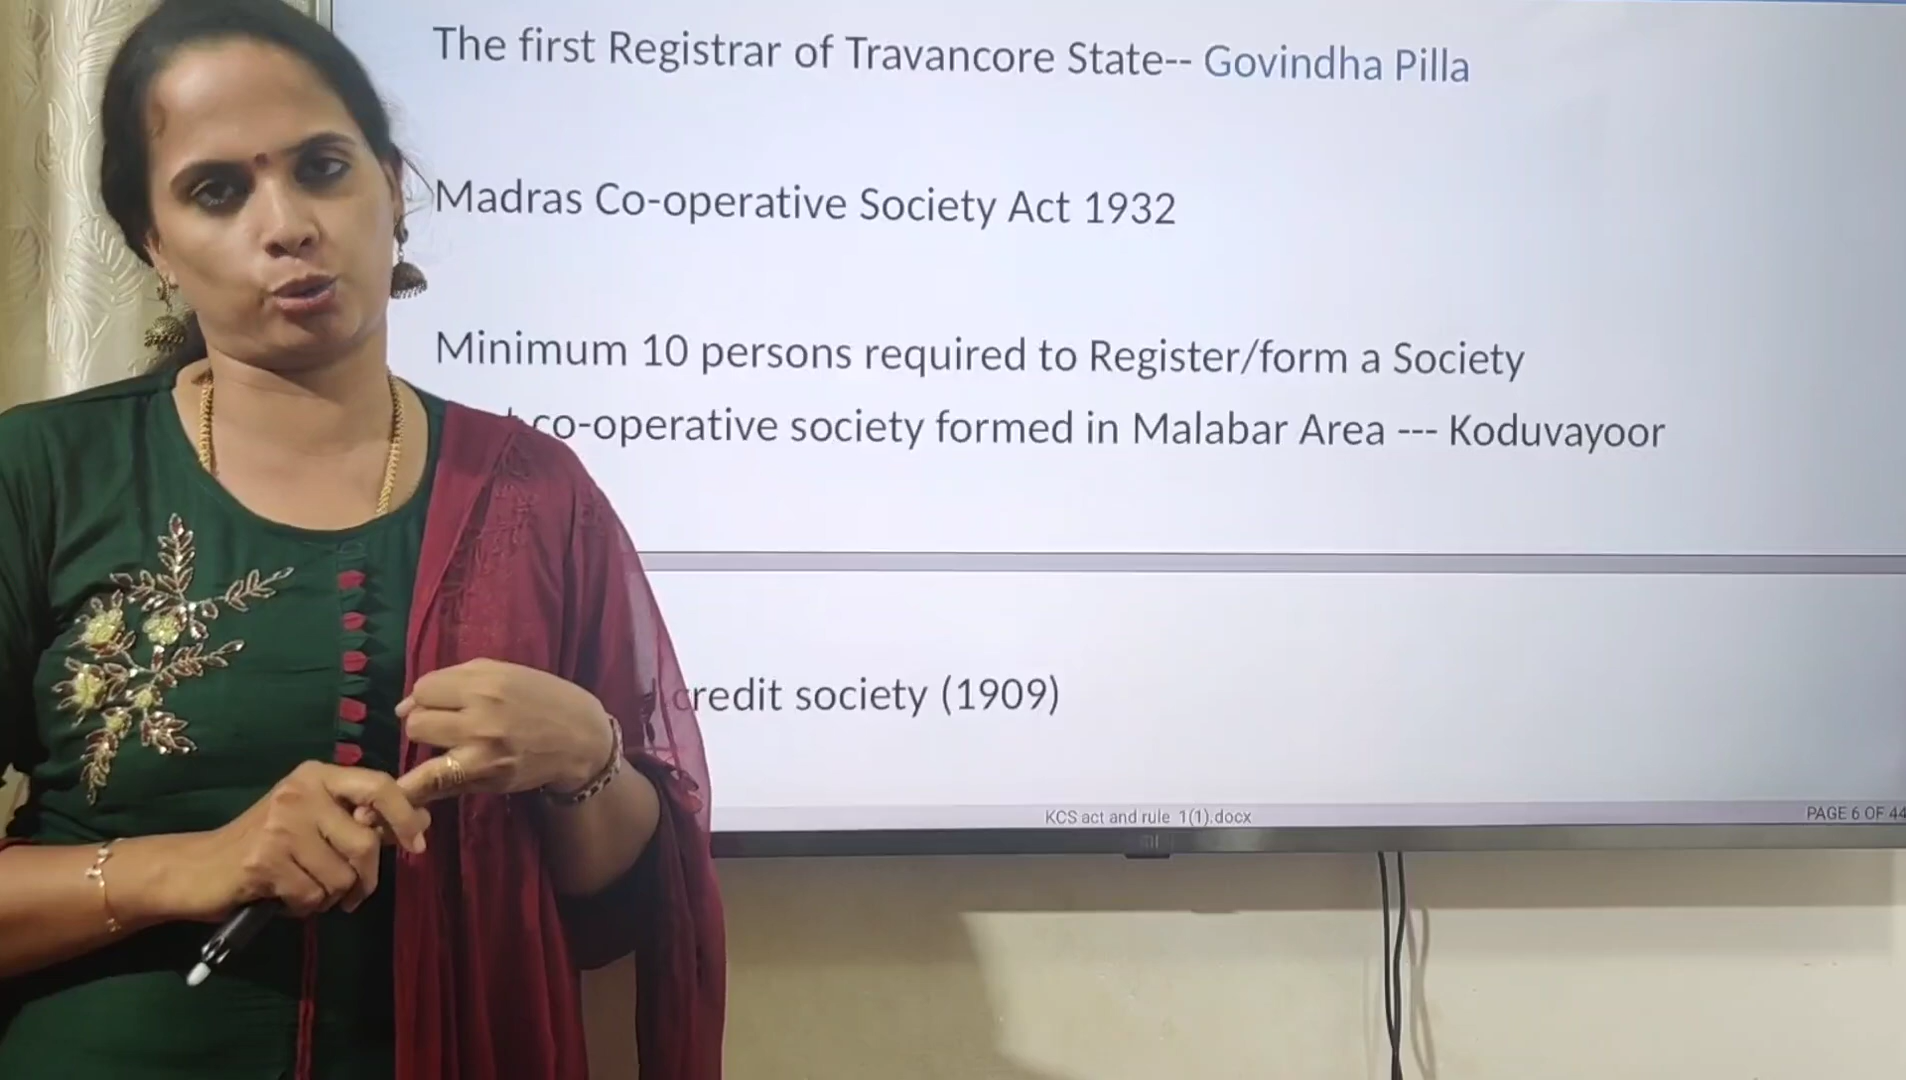 The first Registrar of Travancore State-- Govindha Pilla
Madras Co-operative Society Act 1932
Minimum 10 persons required to Register/form a Society
co-operative society formed in Malabar Area --- Koduvayoor
credit society (1909)
KCS act and rule 1(1).docx
PAGE 6 OF 44